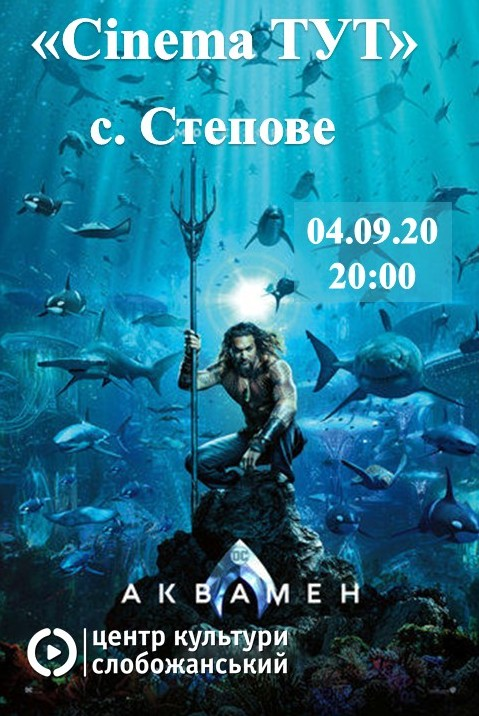 «Cinema ТУТ»
с. Степове
04.09.20
20:00
DC
АКВАМЕН
центр культури
слобожанський